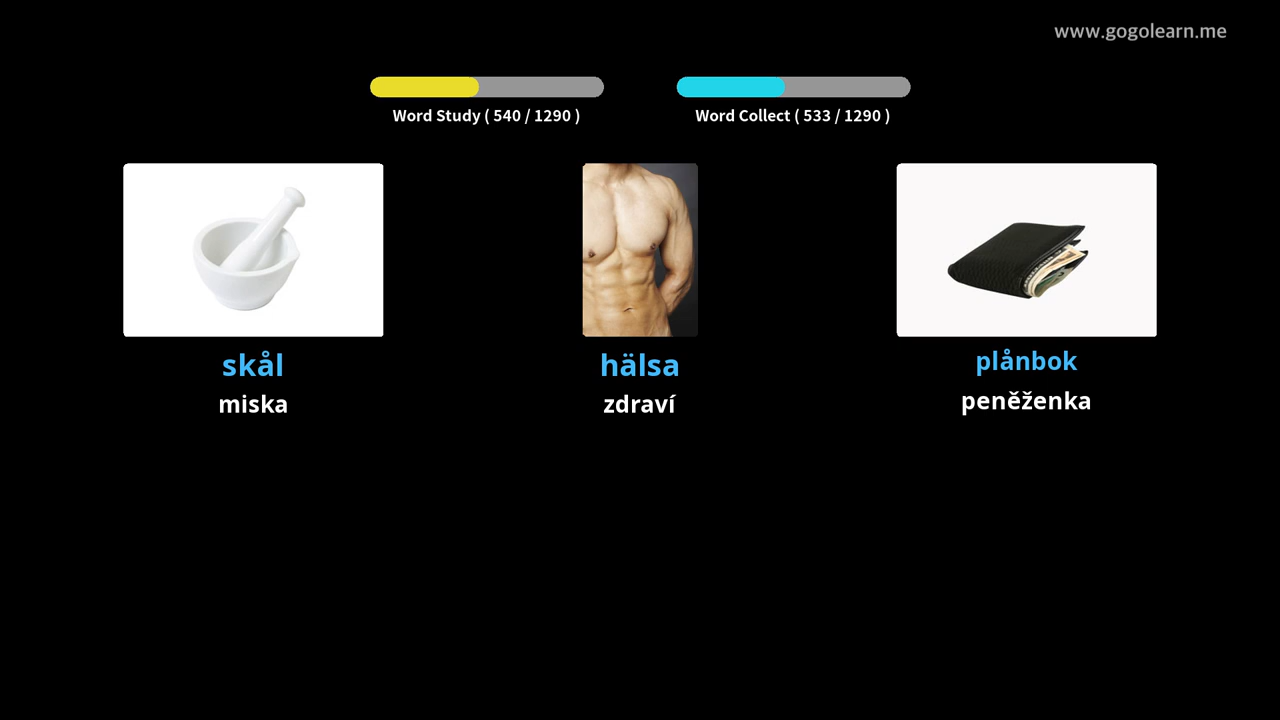 www.gogolearn.me
Word Study ( 540 / 1290 )
Word Collect ( 533 / 1290 )
skål
miska
hälsa
zdraví
plånbok
peněženka